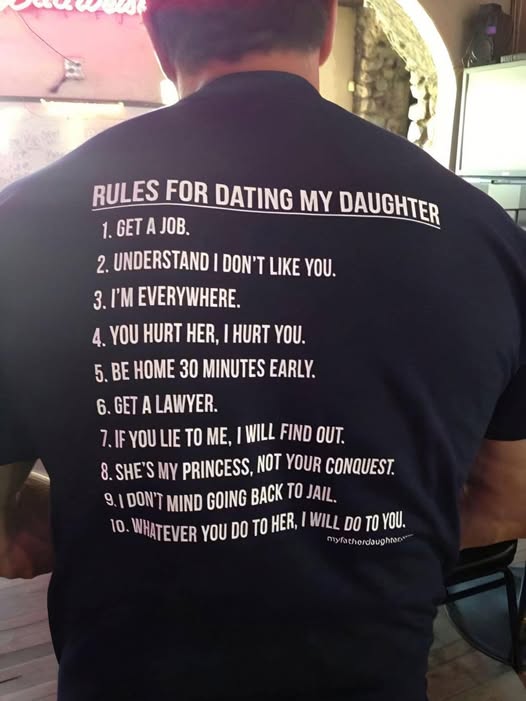 RULES FOR DATING MY DAUGHTER
1. GET A JOB.
2. UNDERSTAND I DON'T LIKE YOU.
3. I'M EVERYWHERE.
4. YOU HURT HER, I HURT YOU.
5. BE HOME 30 MINUTES EARLY.
6. GET A LAWYER.
7. IF YOU LIE TO ME, I WILL FIND OUT.
8. SHE'S MY PRINCESS, NOT YOUR CONQUEST.
9. I DON'T MIND GOING BACK TO JAIL.
10. WHATEVER YOU DO TO HER, I WILL DO TO YOU.